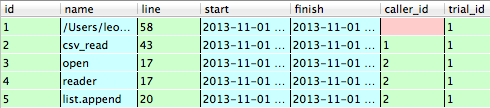 id name line start finish caller_id trial_id
1 /Users/leo... 58 2013-11-01 ... 2013-11-01 ... 1
2 csv_read 43 2013-11-01 ... 2013-11-01 ... 1 1
3 open 17 2013-11-01 ... 2013-11-01 ... 2 1
4 reader 17 2013-11-01 ... 2013-11-01 ... 2 1
5 list.append 20 2013-11-01 ... 2013-11-01 ... 2 1